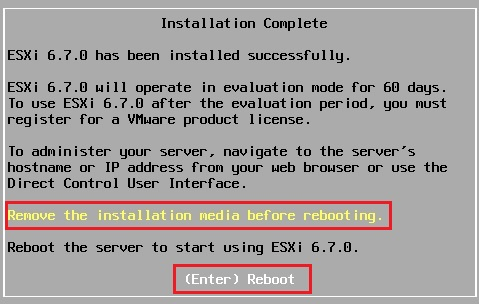 Installation Complete
ESXi 6.7.0 has been installed successfully.
ESXi 6.7.0 will operate in evaluation mode for 60 days.
To use ESXi 6.7.0 after the evaluation period, you must
register for a VMware product license.
To administer your server, navigate to the server's
hostname or IP address from your web browser or use the
Direct Control User Interface.
Remove the installation media before rebooting.
Reboot the server to start using ESXi 6.7.0.
(Enter) Reboot